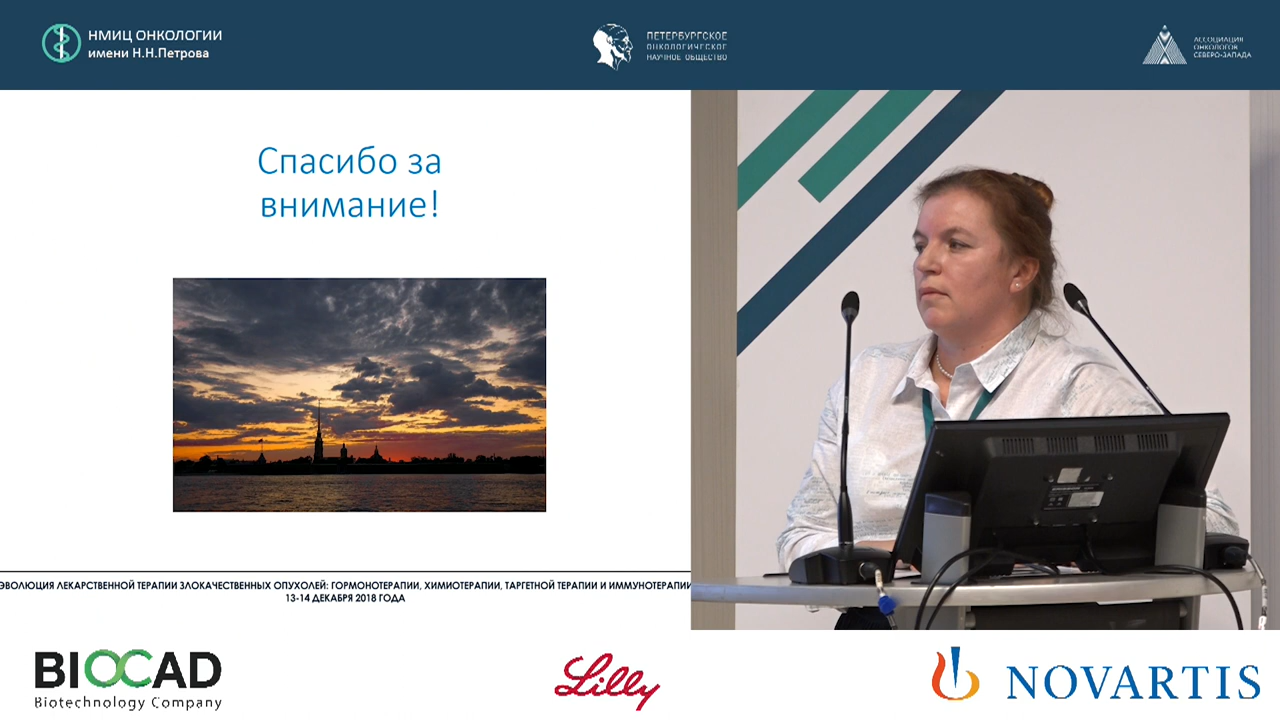 НМИЦ ОНКОЛОГИИ
имени Н.Н.Петрова
ПЕТЕРБУРГСКОЕ
ОНКОЛОГИЧЕСКОЕ
НАУЧНОЕ ОБЩЕСТВО
АССОЦИАЦИЯ
ОНКОЛОГОВ
СЕВЕРО-ЗАПАДА
Спасибо за
внимание!
ЭВОЛЮЦИЯ ЛЕКАРСТВЕННОЙ ТЕРАПИИ ЗЛОКАЧЕСТВЕННЫХ ОПУХОЛЕЙ: ГОРМОНОТЕРАПИИ, ХИМИОТЕРАПИИ, ТАРГЕТНОЙ ТЕРАПИИ И ИММУНОТЕРАПИИ
13-14 ДЕКАБРЯ 2018 ГОДА
BIOCAD
Biotechnology Company
Lilly
NOVARTIS